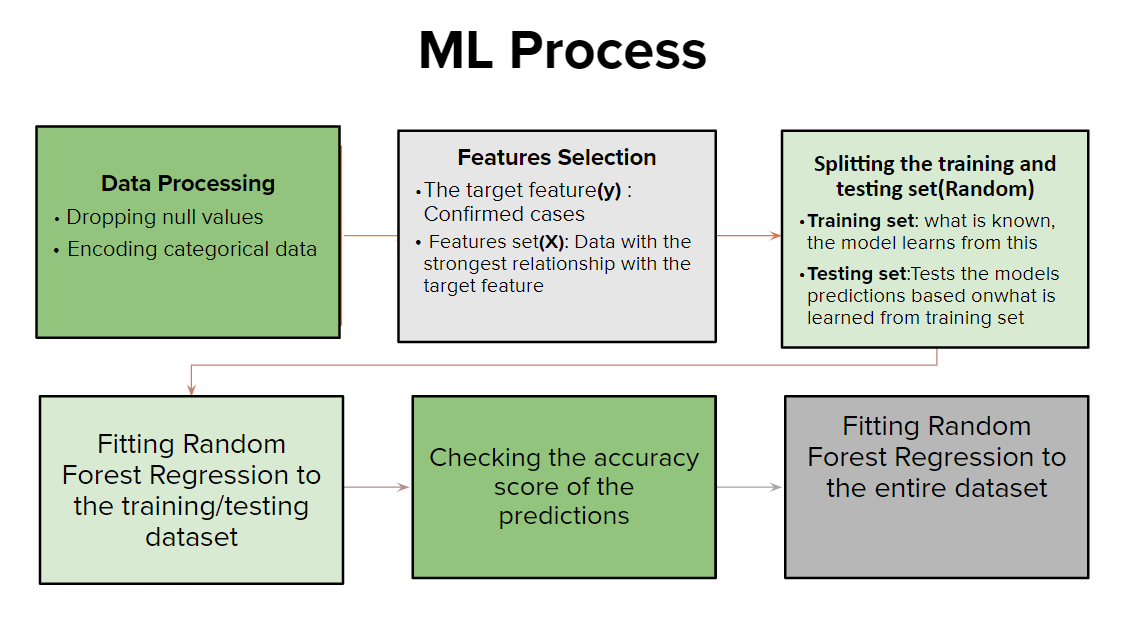 ML Process
Data Processing
• Dropping null values
• Encoding categorical data
Features Selection
•The target feature(y) :
Confirmed cases
• Features set(X): Data with the
strongest relationship with the
target feature
Splitting the training and
testing set(Random)
•Training set: what is known,
the model learns from this
•Testing set:Tests the models
predictions based onwhat is
learned from training set
Fitting Random
Forest Regression to
the training/testing
dataset
Checking the accuracy
score of the
predictions
Fitting Random
Forest Regression to
the entire dataset